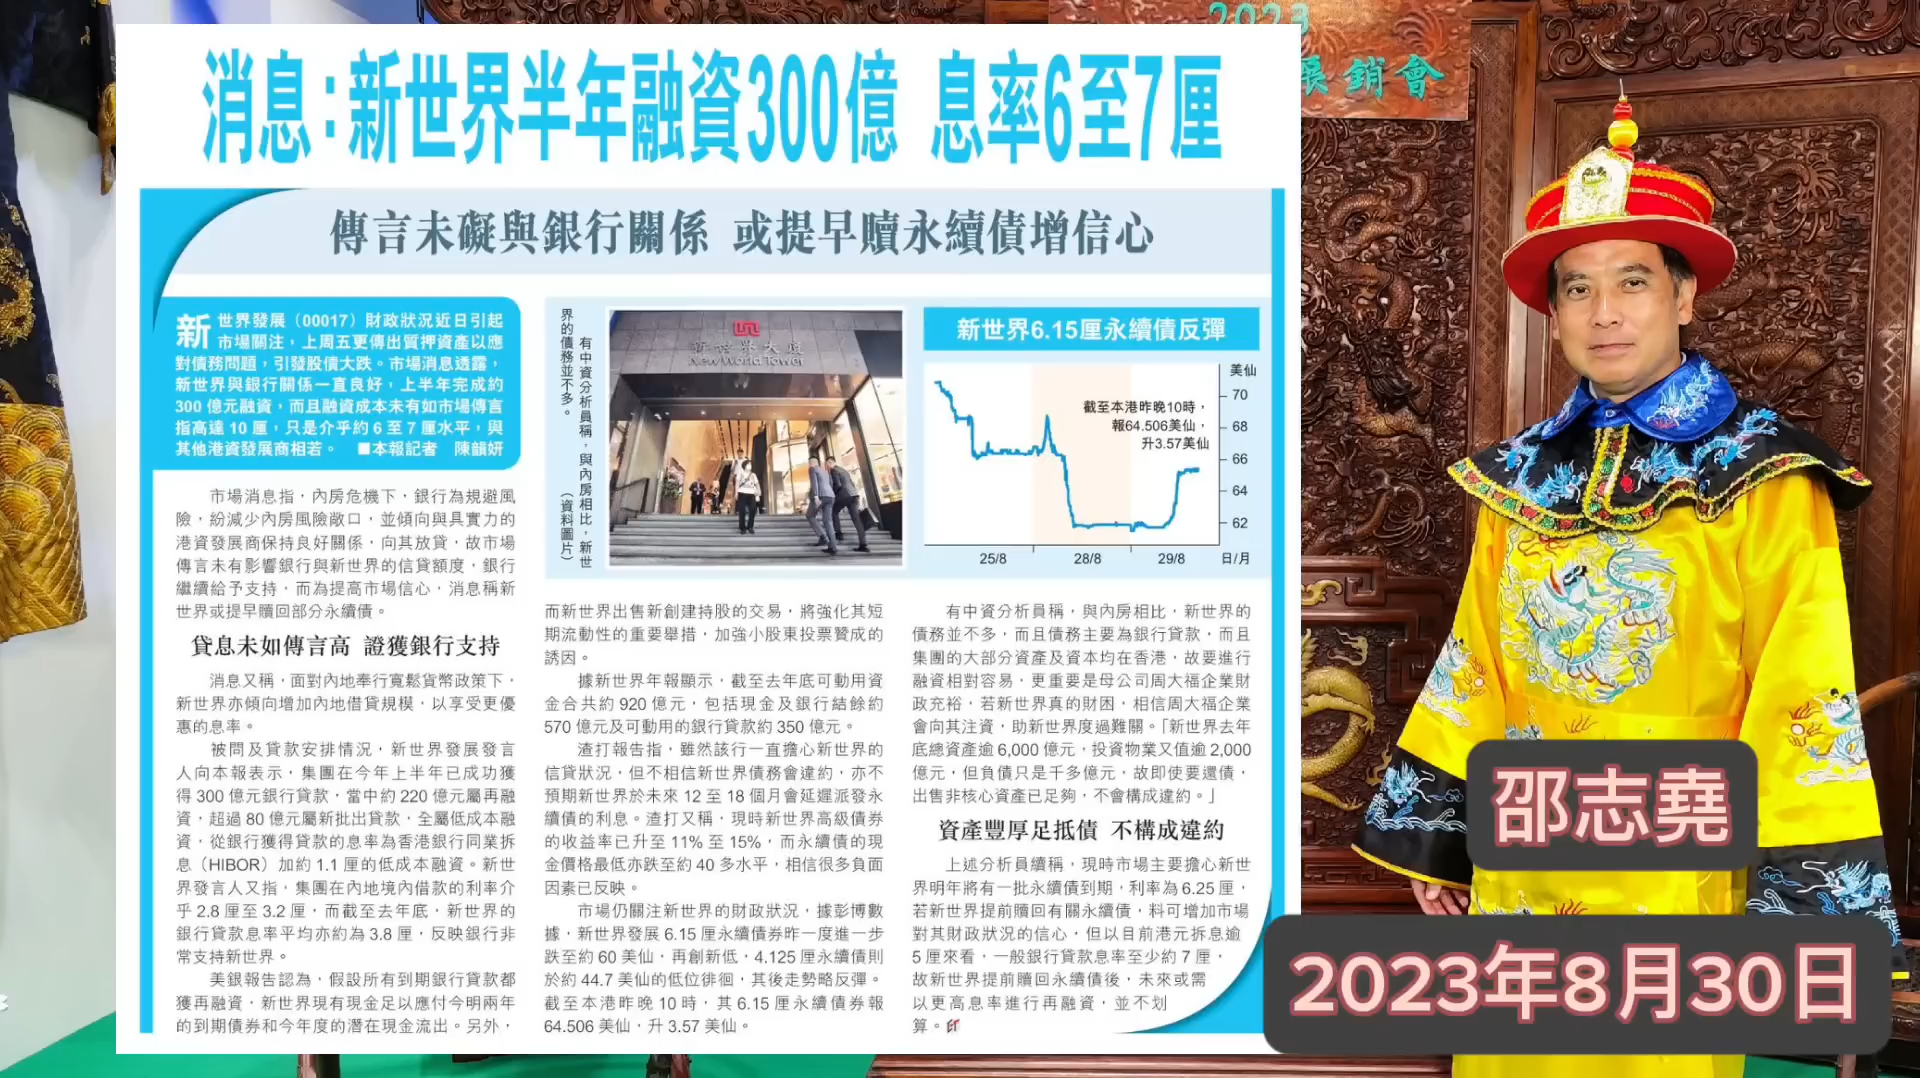 2023
展銷會
消息：新世界半年融資300億 息率6至7厘
傳言未礙與銀行關係 或提早贖永續債增信心
新世界發展（00017）財政狀況近日引起
市場關注，上周五更傳出質押資產以應
對債務問題，引發股債大跌。市場消息透露，
新世界與銀行關係一直良好，上半年完成約
300 億元融資，而且融資成本未有如市場傳言
指高達 10 厘，只是介乎約 6 至 7 厘水平，與
其他港資發展商相若。 ■本報記者 陳韻妍
市場消息指，內房危機下，銀行為規避風
險，紛減少內房風險敞口，並傾向與具實力的
港資發展商保持良好關係，向其放貸，故市場
傳言未有影響銀行與新世界的信貸額度，銀行
繼續給予支持，而為提高市場信心，消息稱新
世界或提早贖回部分永續債。
貸息未如傳言高 證獲銀行支持
消息又稱，面對內地奉行寬鬆貨幣政策下，
新世界亦傾向增加內地借貸規模，以享受更優
惠的息率。
被問及貸款安排情況，新世界發展發言
人向本報表示，集團在今年上半年已成功獲
得 300 億元銀行貸款，當中約 220 億元屬再融
資，超過 80 億元屬新批出貸款，全屬低成本融
資，從銀行獲得貸款的息率為香港銀行同業拆
息（HIBOR）加約 1.1 厘的低成本融資。新世
界發言人又指，集團在內地境內借款的利率介
乎 2.8 厘至 3.2 厘，而截至去年底，新世界的
銀行貸款息率平均亦約為 3.8 厘，反映銀行非
常支持新世界。
美銀報告認為，假設所有到期銀行貸款都
獲再融資，新世界現有現金足以應付今明兩年
的到期債券和今年度的潛在現金流出。另外，
有中資分析員稱，與內房相比，新世
界的債務並不多。
（資料圖片）
新世界大廈
New World Tower
新世界6.15厘永續債反彈
美仙
70
68
66
64
62
截至本港昨晚10時，
報64.506美仙，
升3.57美仙
25/8 28/8 29/8 日/月
而新世界出售新創建持股的交易，將強化其短
期流動性的重要舉措，加強小股東投票贊成的
誘因。
據新世界年報顯示，截至去年底可動用資
金合共約 920 億元，包括現金及銀行結餘約
570 億元及可動用的銀行貸款約 350 億元。
渣打報告指，雖然該行一直擔心新世界的
信貸狀況，但不相信新世界債務會違約，亦不
預期新世界於未來 12 至 18 個月會延遲派發永
續債的利息。渣打又稱，現時新世界高級債券
的收益率已升至 11% 至 15%，而永續債的現
金價格最低亦跌至約 40 多水平，相信很多負面
因素已反映。
市場仍關注新世界的財政狀況，據彭博數
據，新世界發展 6.15 厘永續債券昨一度進一步
跌至約 60 美仙，再創新低，4.125 厘永續債則
於約 44.7 美仙的低位徘徊，其後走勢略反彈。
截至本港昨晚 10 時，其 6.15 厘永續債券報
64.506 美仙，升 3.57 美仙。
有中資分析員稱，與內房相比，新世界的
債務並不多，而且債務主要為銀行貸款，而且
集團的大部分資產及資本均在香港，故要進行
融資相對容易，更重要是母公司周大福企業財
政充裕，若新世界真的財困，相信周大福企業
會向其注資，助新世界度過難關。「新世界去年
底總資產逾 6,000 億元，投資物業又值逾 2,000
億元，但負債只是千多億元，故即使要還債，
出售非核心資產已足夠，不會構成違約。」
資產豐厚足抵債 不構成違約
上述分析員續稱，現時市場主要擔心新世
界明年將有一批永續債到期，利率為 6.25 厘，
若新世界提前贖回有關永續債，料可增加市場
對其財政狀況的信心，但以目前港元拆息逾
5 厘來看，一般銀行貸款息率至少約 7 厘，
故新世界提前贖回永續債後，未來或需
以更高息率進行再融資，並不划
算。
邵志堯
2023年8月30日